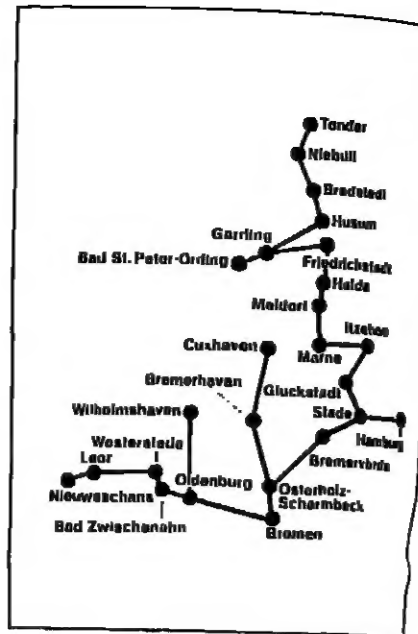 Tonder
Niebüll
Bredstedt
Husum
Garding
Bad St. Peter-Ording
Friedrichstadt
Heide
Meldorf
Itzehoe
Marne
Cuxhaven
Gluckstadt
Bremerhaven
Stade
Hamburg
Wilhelmshaven
Bremervörde
Westerstede
Leer
Oldenburg
Osterholz-
Scharmbeck
Nieuweschans
Bad Zwischenahn
Bremen